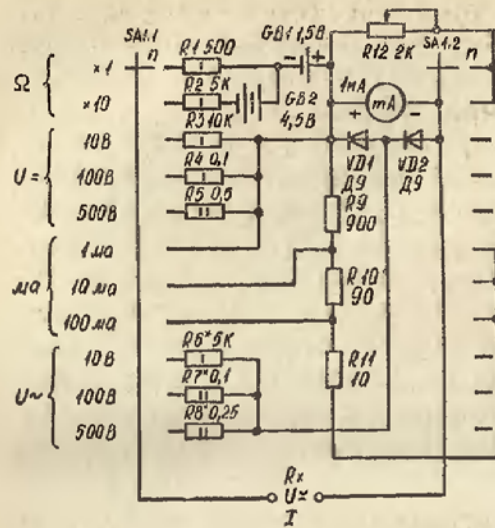 SA1.1
n
R1 500
GB1 1,5В
R12 2К
SA1.2
n
Ω
×1
×10
R2 5К
GB2
4,5В
1мА
mA
+
-
R3 10К
U=
10В
100В
500В
R4 0,1
R5 0,5
VD1
Д9
VD2
Д9
R9
900
ма
1 ма
10 ма
100 ма
R10
90
R11
10
U~
10В
100В
500В
R6* 5К
R7* 0,1
R8* 0,25
Rx
U≃
I